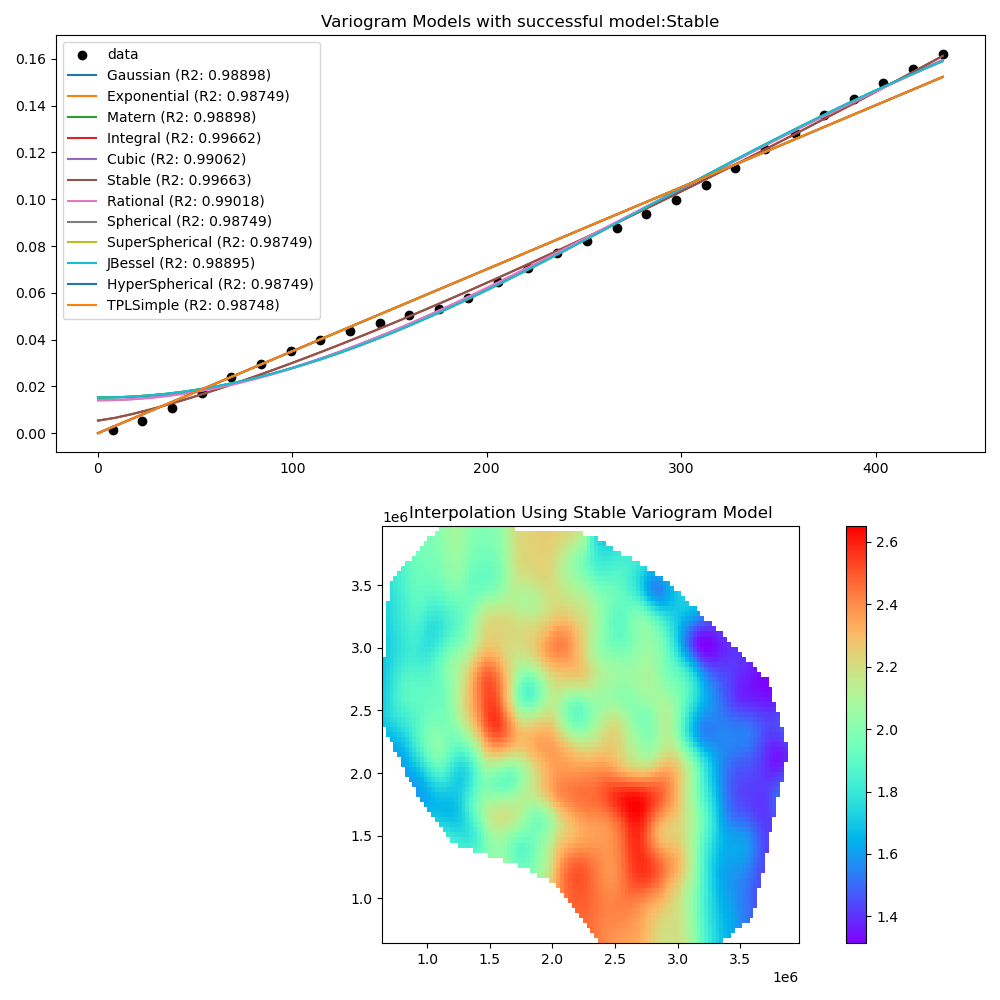 Variogram Models with successful model:Stable
data
Gaussian (R2: 0.98898)
Exponential (R2: 0.98749)
Matern (R2: 0.98898)
Integral (R2: 0.99662)
Cubic (R2: 0.99062)
Stable (R2: 0.99663)
Rational (R2: 0.99018)
Spherical (R2: 0.98749)
SuperSpherical (R2: 0.98749)
JBessel (R2: 0.98895)
HyperSpherical (R2: 0.98749)
TPLSimple (R2: 0.98748)
0.16
0.14
0.12
0.10
0.08
0.06
0.04
0.02
0.00
0 100 200 300 400
Interpolation Using Stable Variogram Model
1e6
3.5
3.0
2.5
2.0
1.5
1.0
1.0 1.5 2.0 2.5 3.0 3.5
1e6
2.6
2.4
2.2
2.0
1.8
1.6
1.4